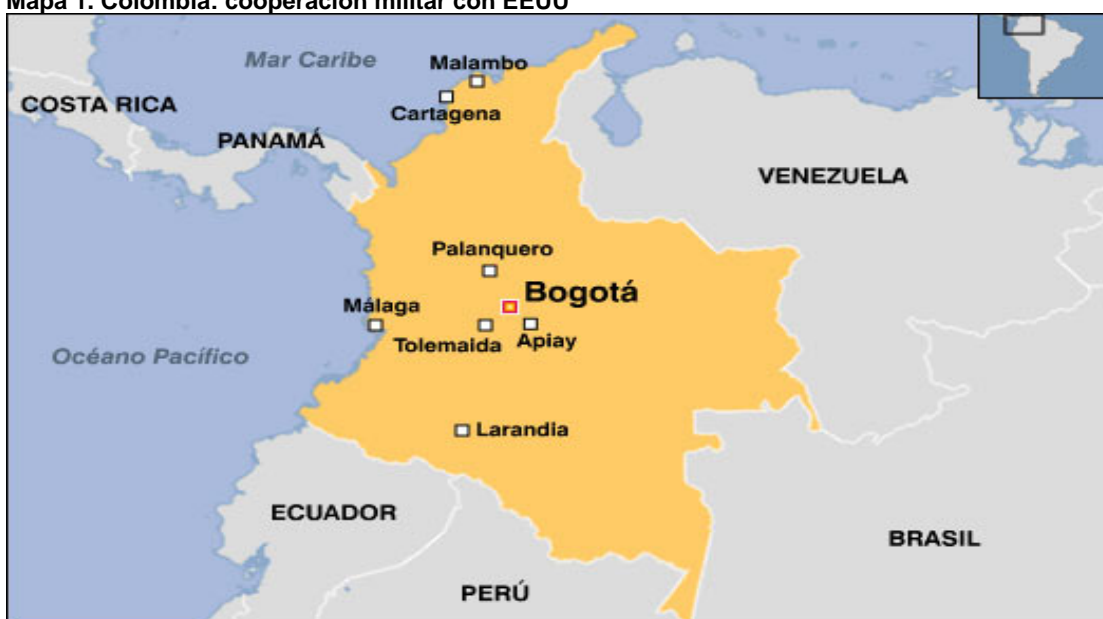 Mapa 1. Colombia: cooperación militar con EEUU
Mar Caribe
Malambo
COSTA RICA
Cartagena
PANAMÁ
VENEZUELA
Palanquero
Bogotá
Málaga
Tolemaida
Apiay
Océano Pacífico
Larandia
ECUADOR
BRASIL
PERÚ